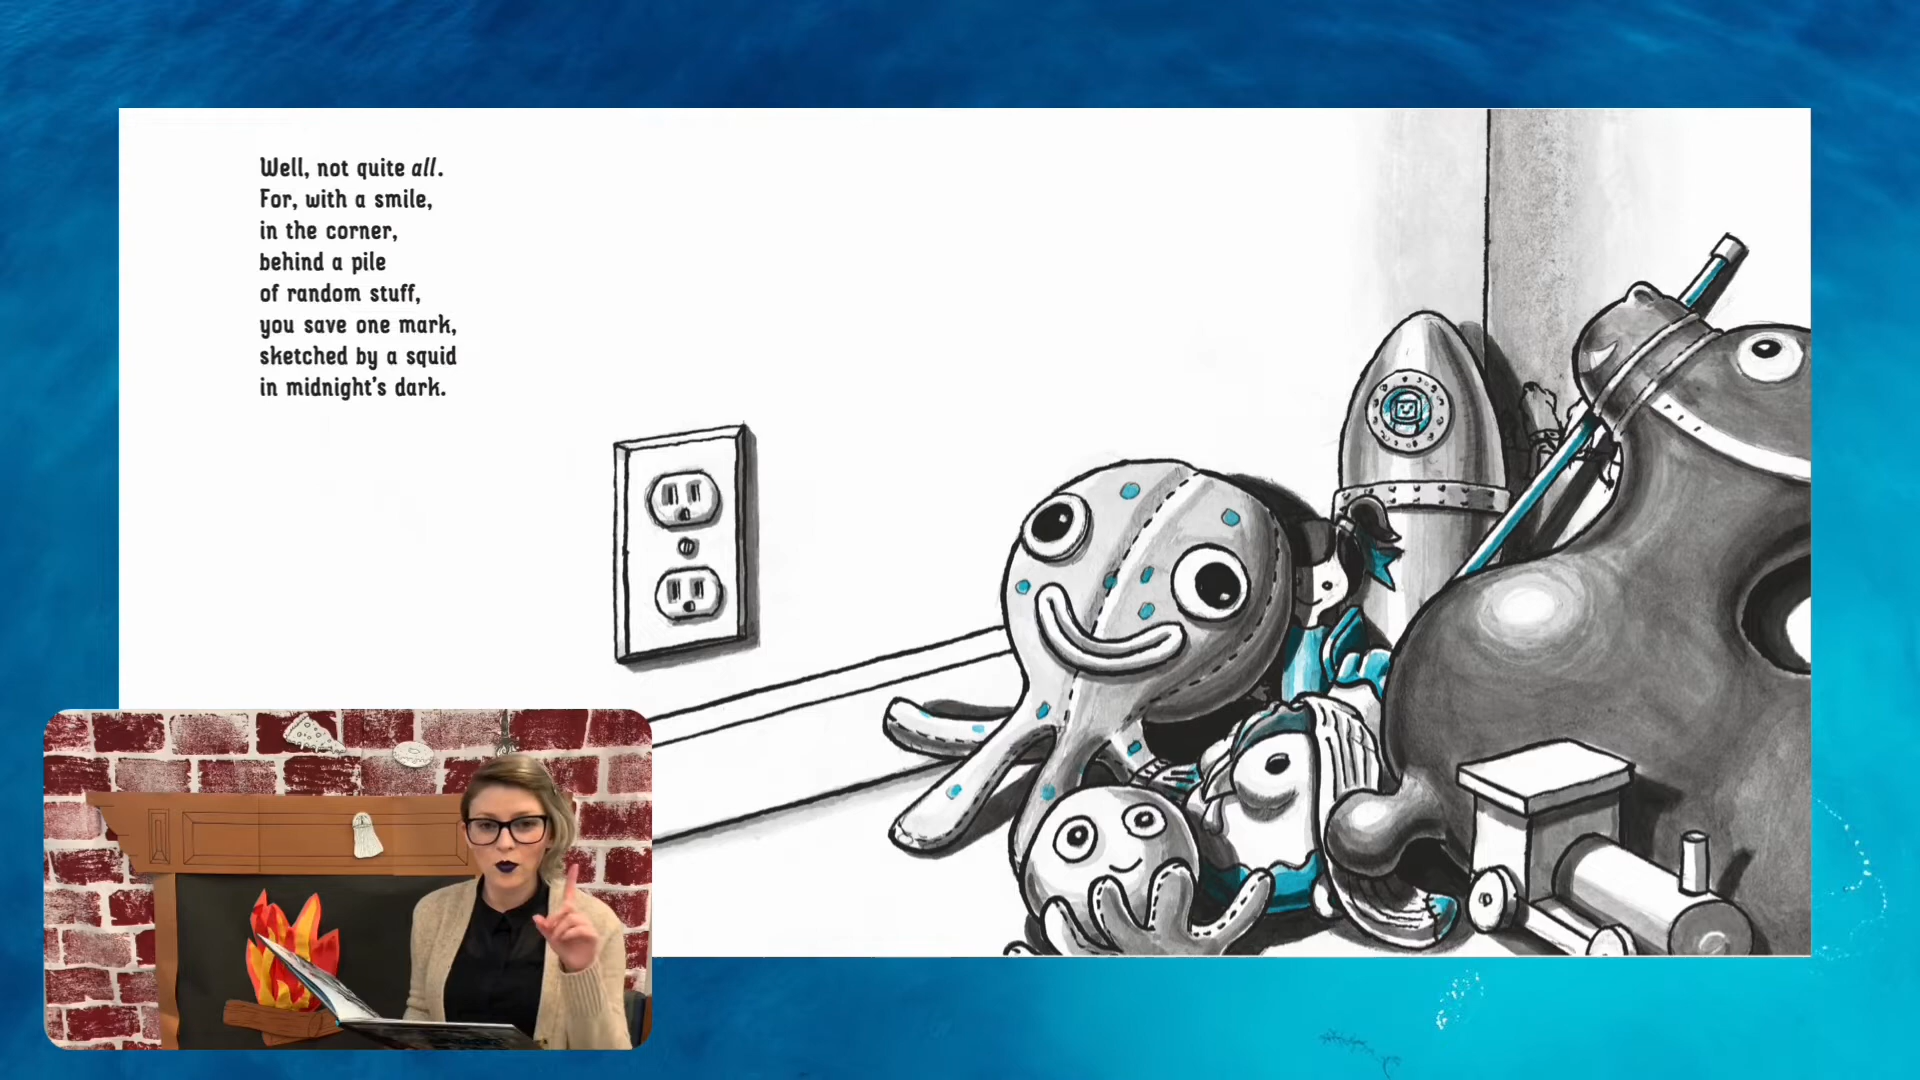 Well, not quite all.
For, with a smile,
in the corner,
behind a pile
of random stuff,
you save one mark,
sketched by a squid
in midnight's dark.